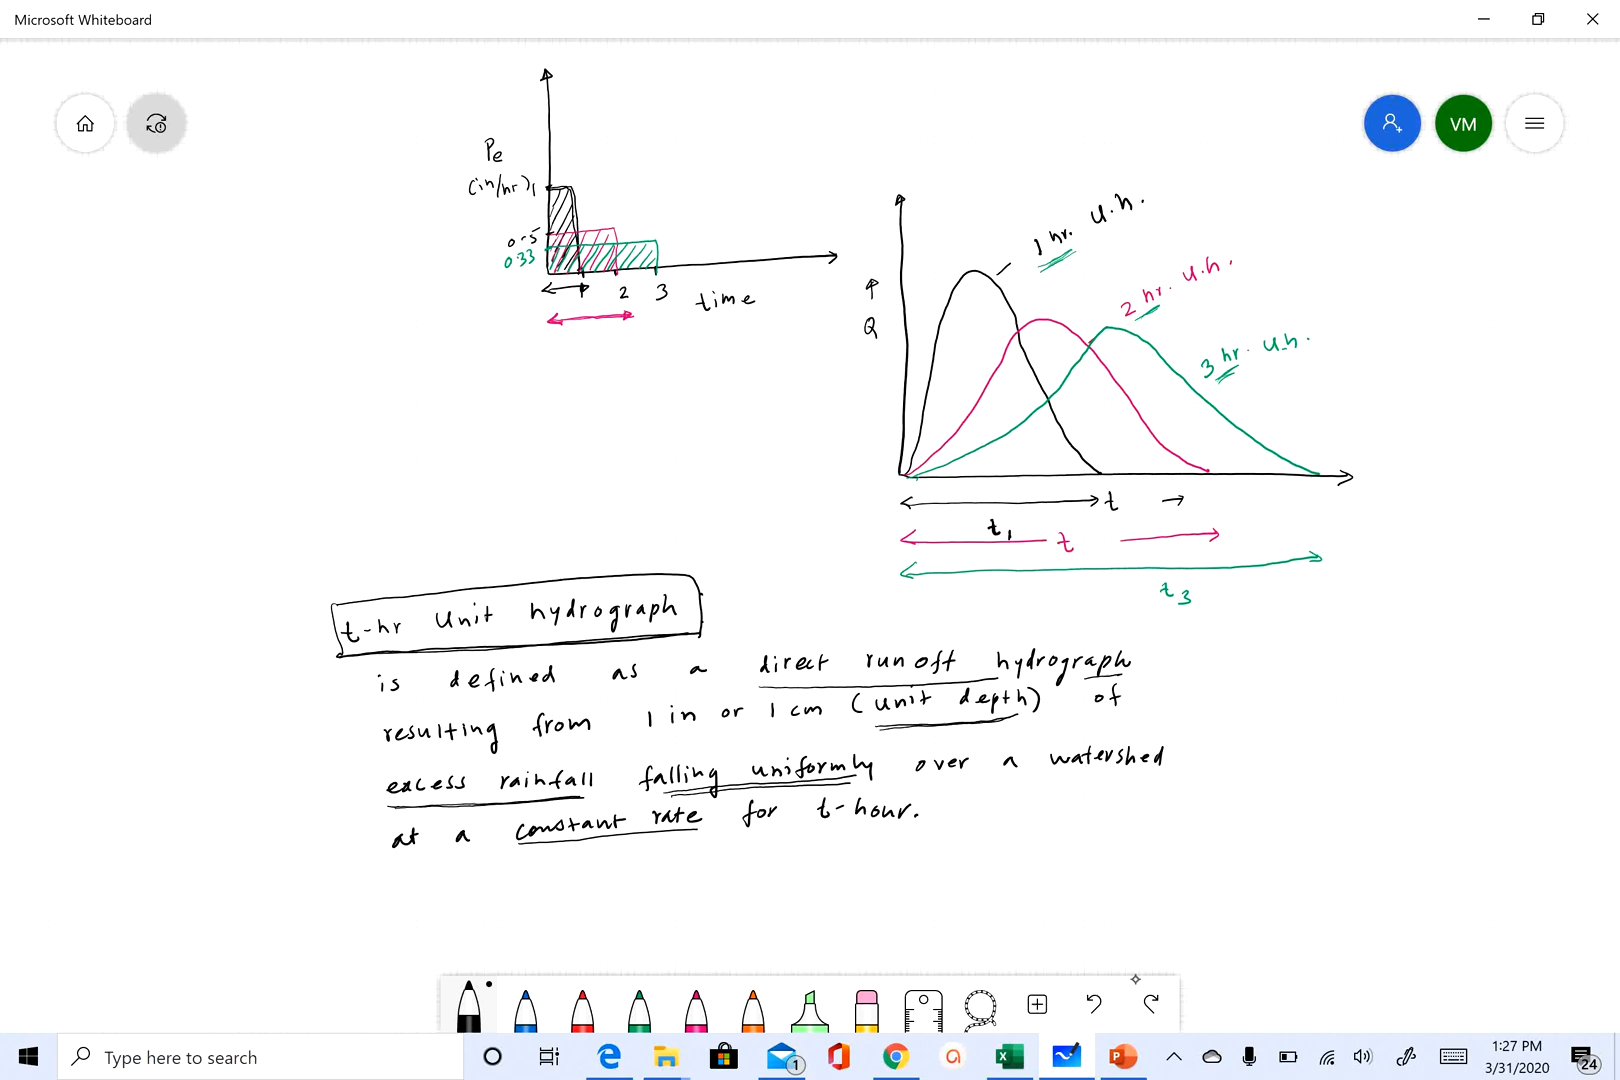 Microsoft Whiteboard
VM
Pe
(in/hr) 1
0.5
0.33
1 2 3 time
Q
1 hr. u.h.
2 hr. u.h.
3 hr. u.h.
t
t1
t
t3
t-hr Unit hydrograph
is defined as a direct runoff hydrograph
resulting from 1 in or 1 cm (unit depth) of
excess rainfall falling uniformly over a watershed
at a constant rate for t-hour.
Type here to search
1
1:27 PM
3/31/2020
24